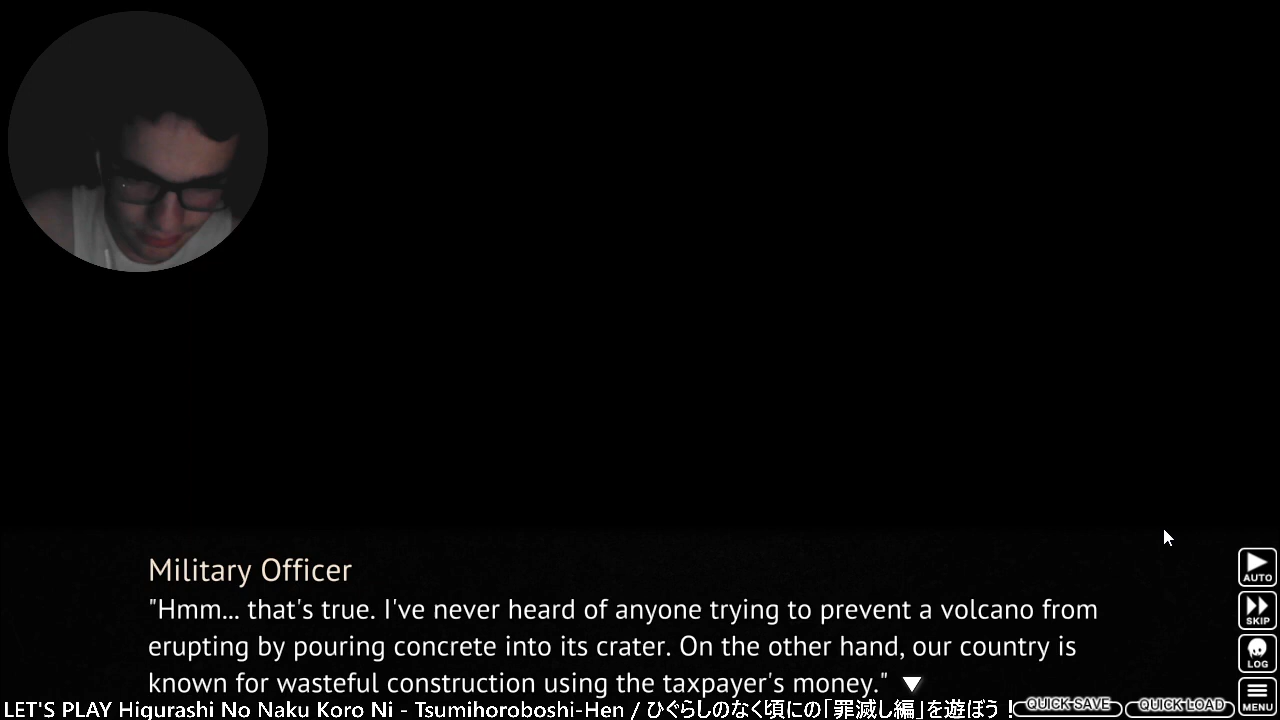 Military Officer
"Hmm... that's true. I've never heard of anyone trying to prevent a volcano from
erupting by pouring concrete into its crater. On the other hand, our country is
known for wasteful construction using the taxpayer's money."
AUTO
SKIP
LOG
MENU
QUICK SAVE
QUICK LOAD
LET'S PLAY Higurashi No Naku Koro Ni - Tsumihoroboshi-Hen / ひぐらしのなく頃にの「罪滅し編」を遊ぼう！